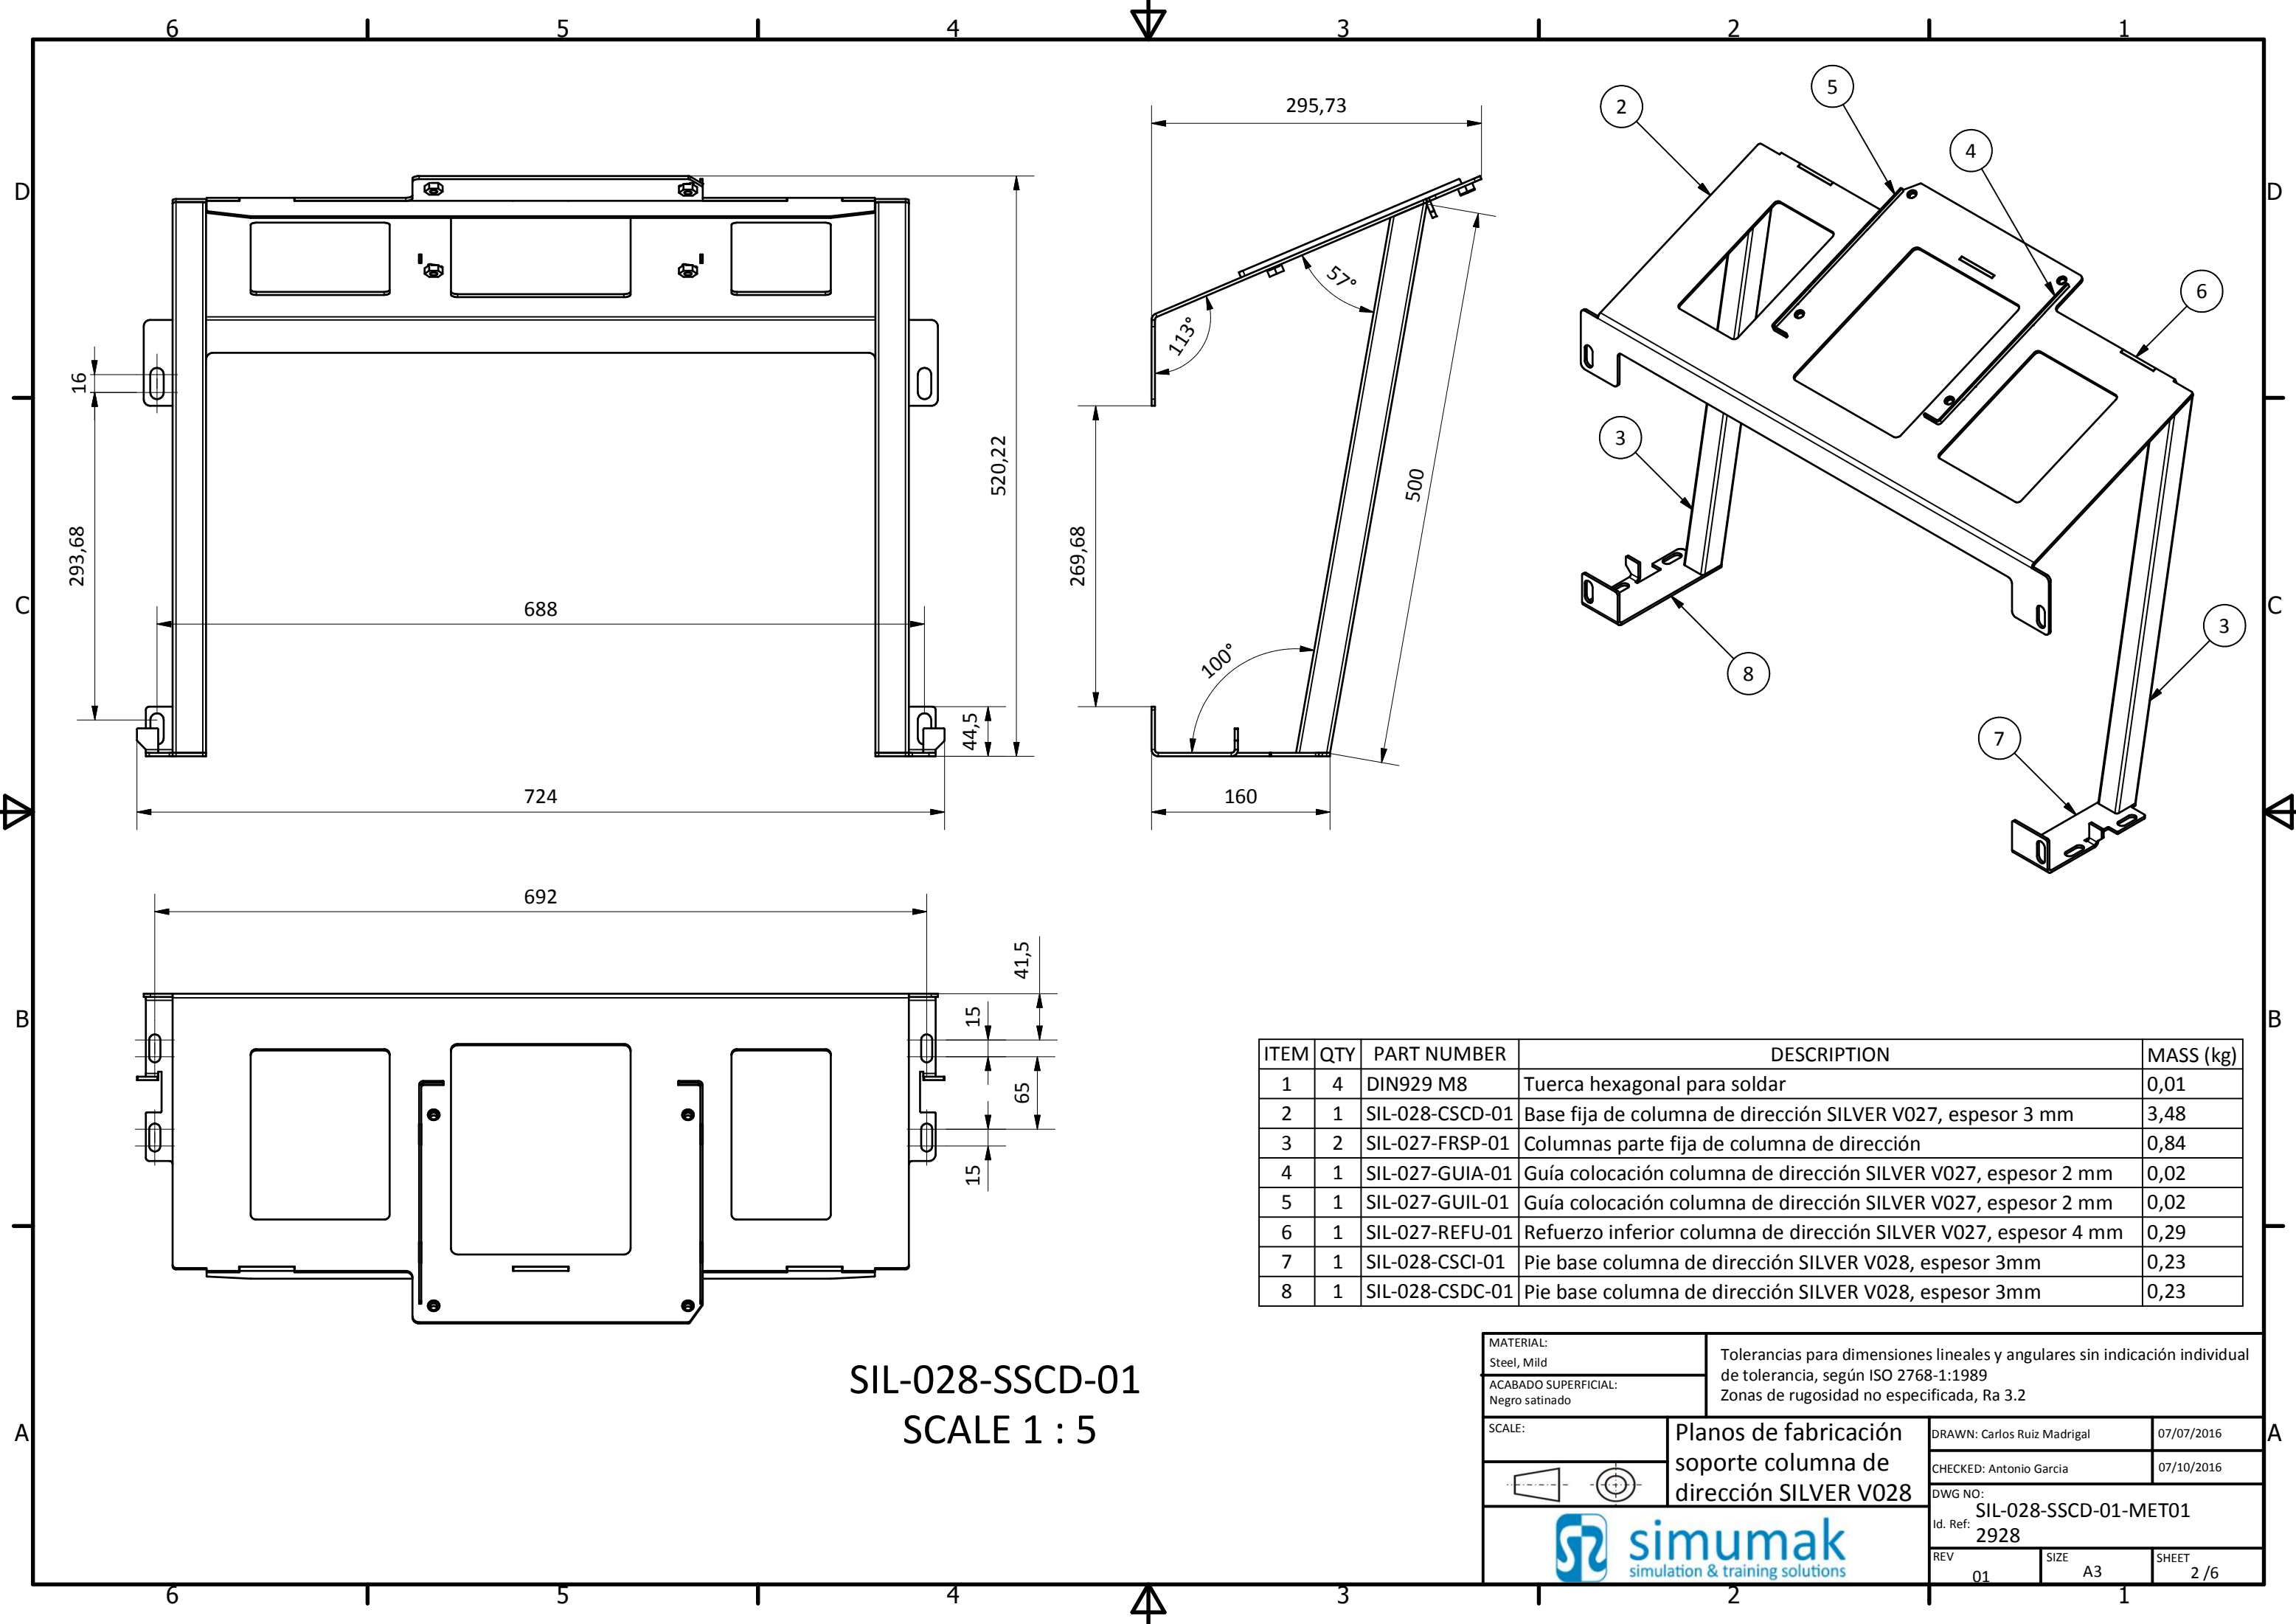 6 5 4 3 2 1
D D
C C
B B
A A
295,73
57°
113°
16
293,68
520,22
269,68
500
688
100°
44,5
724
160
692
41,5
15
65
15
2
5
4
6
3
8
3
7
ITEM QTY PART NUMBER DESCRIPTION MASS (kg)
1 4 DIN929 M8 Tuerca hexagonal para soldar 0,01
2 1 SIL-028-CSCD-01 Base fija de columna de dirección SILVER V027, espesor 3 mm 3,48
3 2 SIL-027-FRSP-01 Columnas parte fija de columna de dirección 0,84
4 1 SIL-027-GUIA-01 Guía colocación columna de dirección SILVER V027, espesor 2 mm 0,02
5 1 SIL-027-GUIL-01 Guía colocación columna de dirección SILVER V027, espesor 2 mm 0,02
6 1 SIL-027-REFU-01 Refuerzo inferior columna de dirección SILVER V027, espesor 4 mm 0,29
7 1 SIL-028-CSCI-01 Pie base columna de dirección SILVER V028, espesor 3mm 0,23
8 1 SIL-028-CSDC-01 Pie base columna de dirección SILVER V028, espesor 3mm 0,23
SIL-028-SSCD-01
SCALE 1 : 5
MATERIAL:
Steel, Mild
ACABADO SUPERFICIAL:
Negro satinado
Tolerancias para dimensiones lineales y angulares sin indicación individual
de tolerancia, según ISO 2768-1:1989
Zonas de rugosidad no especificada, Ra 3.2
SCALE:
Planos de fabricación
soporte columna de
dirección SILVER V028
DRAWN: Carlos Ruiz Madrigal 07/07/2016
CHECKED: Antonio Garcia 07/10/2016
DWG NO:
SIL-028-SSCD-01-MET01
Id. Ref: 2928
REV 01
SIZE A3
SHEET 2 /6
simumak
simulation & training solutions
6 5 4 3 2 1